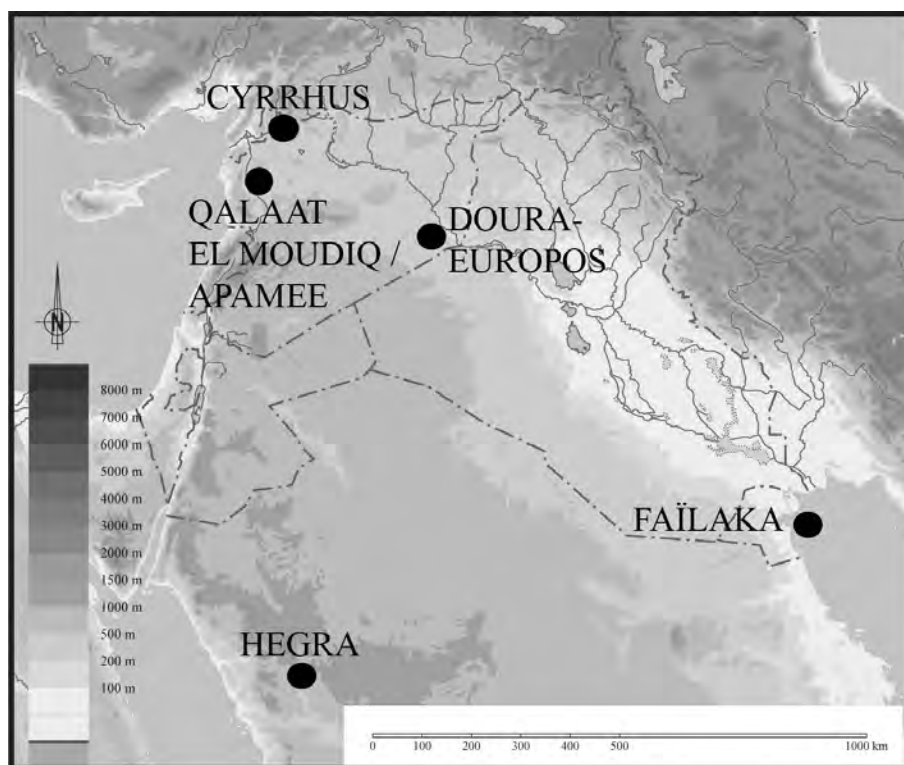 CYRRHUS
QALAAT
EL MOUDIQ /
APAMEE
DOURA-
EUROPOS
N
8000 m
7000 m
6000 m
5000 m
4000 m
3000 m
2000 m
1500 m
1000 m
500 m
200 m
100 m
FAÏLAKA
HEGRA
0 100 200 300 400 500 1000 km